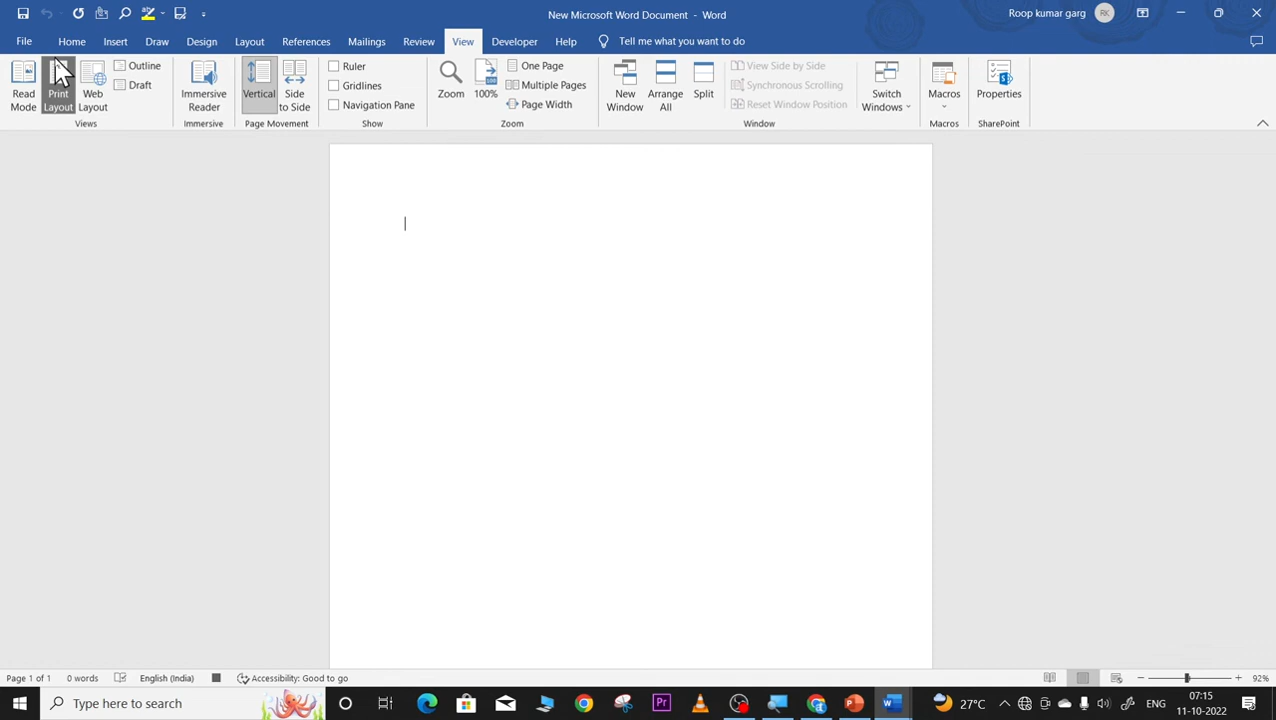 New Microsoft Word Document - Word
Roop kumar garg RK
File Home Insert Draw Design Layout References Mailings Review View Developer Help Tell me what you want to do
Read Mode
Print Layout
Web Layout
Outline
Draft
Views
Immersive Reader
Immersive
Vertical
Side to Side
Page Movement
Ruler
Gridlines
Navigation Pane
Show
Zoom
100%
One Page
Multiple Pages
Page Width
Zoom
New Window
Arrange All
Split
View Side by Side
Synchronous Scrolling
Reset Window Position
Switch Windows
Window
Macros
Macros
Properties
SharePoint
Page 1 of 1 0 words English (India) Accessibility: Good to go 92%
Type here to search
27°C ENG 07:15
11-10-2022